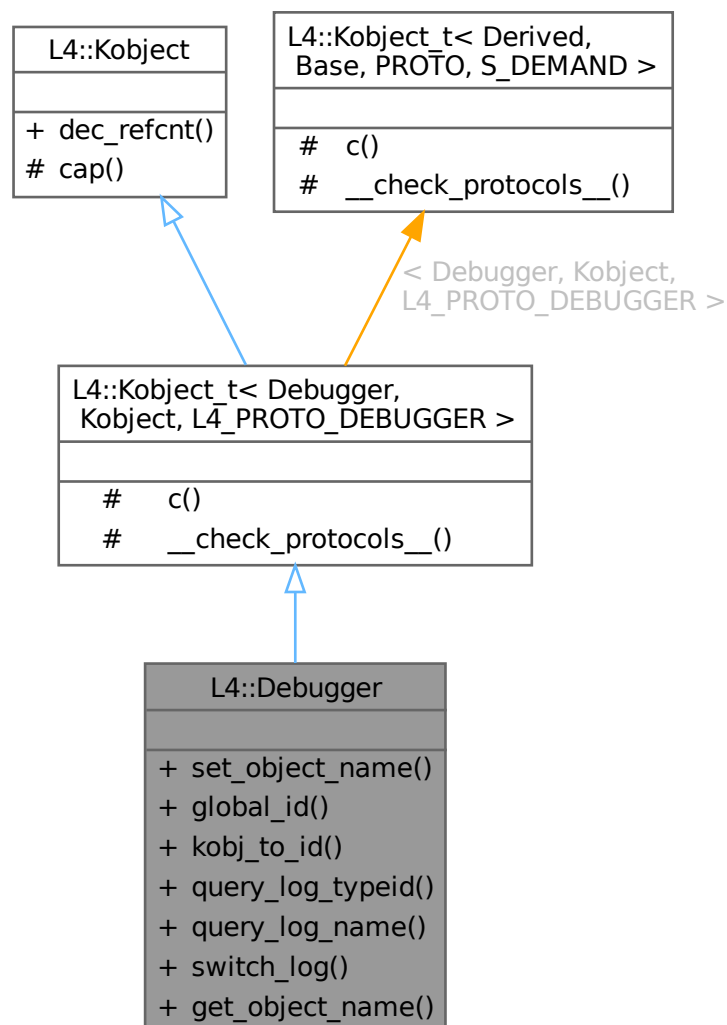 L4::Kobject
+ dec_refcnt()
# cap()
L4::Kobject_t< Derived,
Base, PROTO, S_DEMAND >
# c()
# __check_protocols__()
< Debugger, Kobject,
L4_PROTO_DEBUGGER >
L4::Kobject_t< Debugger,
Kobject, L4_PROTO_DEBUGGER >
# c()
# __check_protocols__()
L4::Debugger
+ set_object_name()
+ global_id()
+ kobj_to_id()
+ query_log_typeid()
+ query_log_name()
+ switch_log()
+ get_object_name()